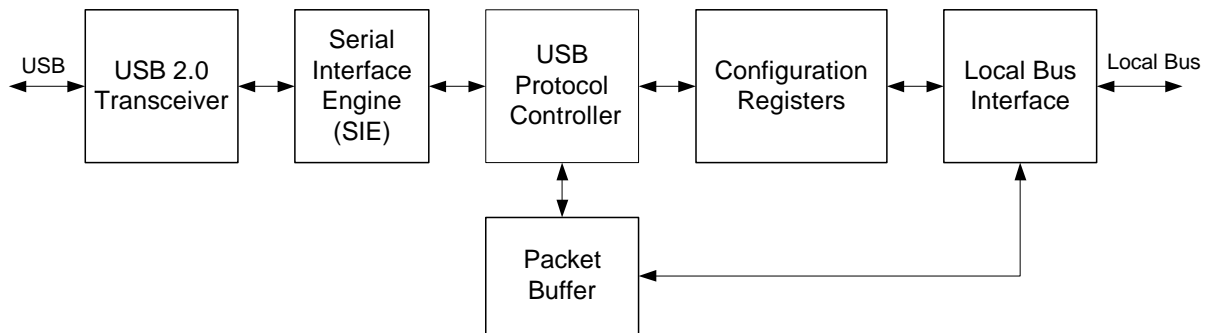 USB
USB 2.0
Transceiver
Serial
Interface
Engine
(SIE)
USB
Protocol
Controller
Configuration
Registers
Local Bus
Interface
Local Bus
Packet
Buffer